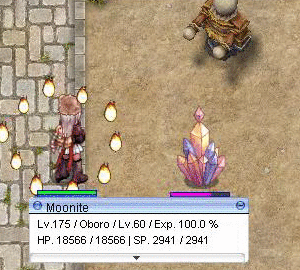 Moonite
Lv.175 / Oboro / Lv.60 / Exp. 100.0 %
HP. 18566 / 18566 | SP. 2941 / 2941